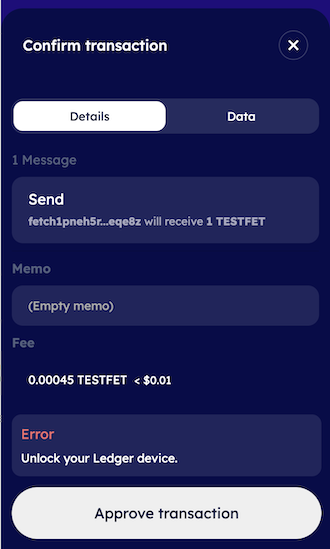 Confirm transaction
Details
Data
1 Message
Send
fetch1pneh5r...eqe8z will receive 1 TESTFET
Memo
(Empty memo)
Fee
0.00045 TESTFET < $0.01
Error
Unlock your Ledger device.
Approve transaction